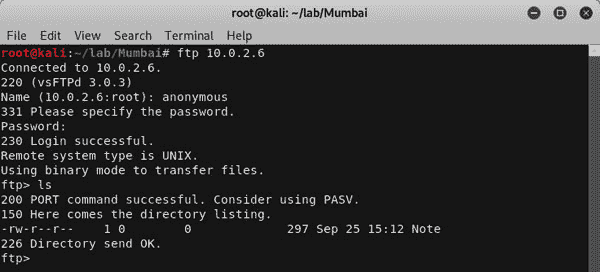 root@kali: ~/lab/Mumbai
File Edit View Search Terminal Help
root@kali:~/lab/Mumbai# ftp 10.0.2.6
Connected to 10.0.2.6.
220 (vsFTPd 3.0.3)
Name (10.0.2.6:root): anonymous
331 Please specify the password.
Password:
230 Login successful.
Remote system type is UNIX.
Using binary mode to transfer files.
ftp> ls
200 PORT command successful. Consider using PASV.
150 Here comes the directory listing.
-rw-r--r--    1 0        0             297 Sep 25 15:12 Note
226 Directory send OK.
ftp>